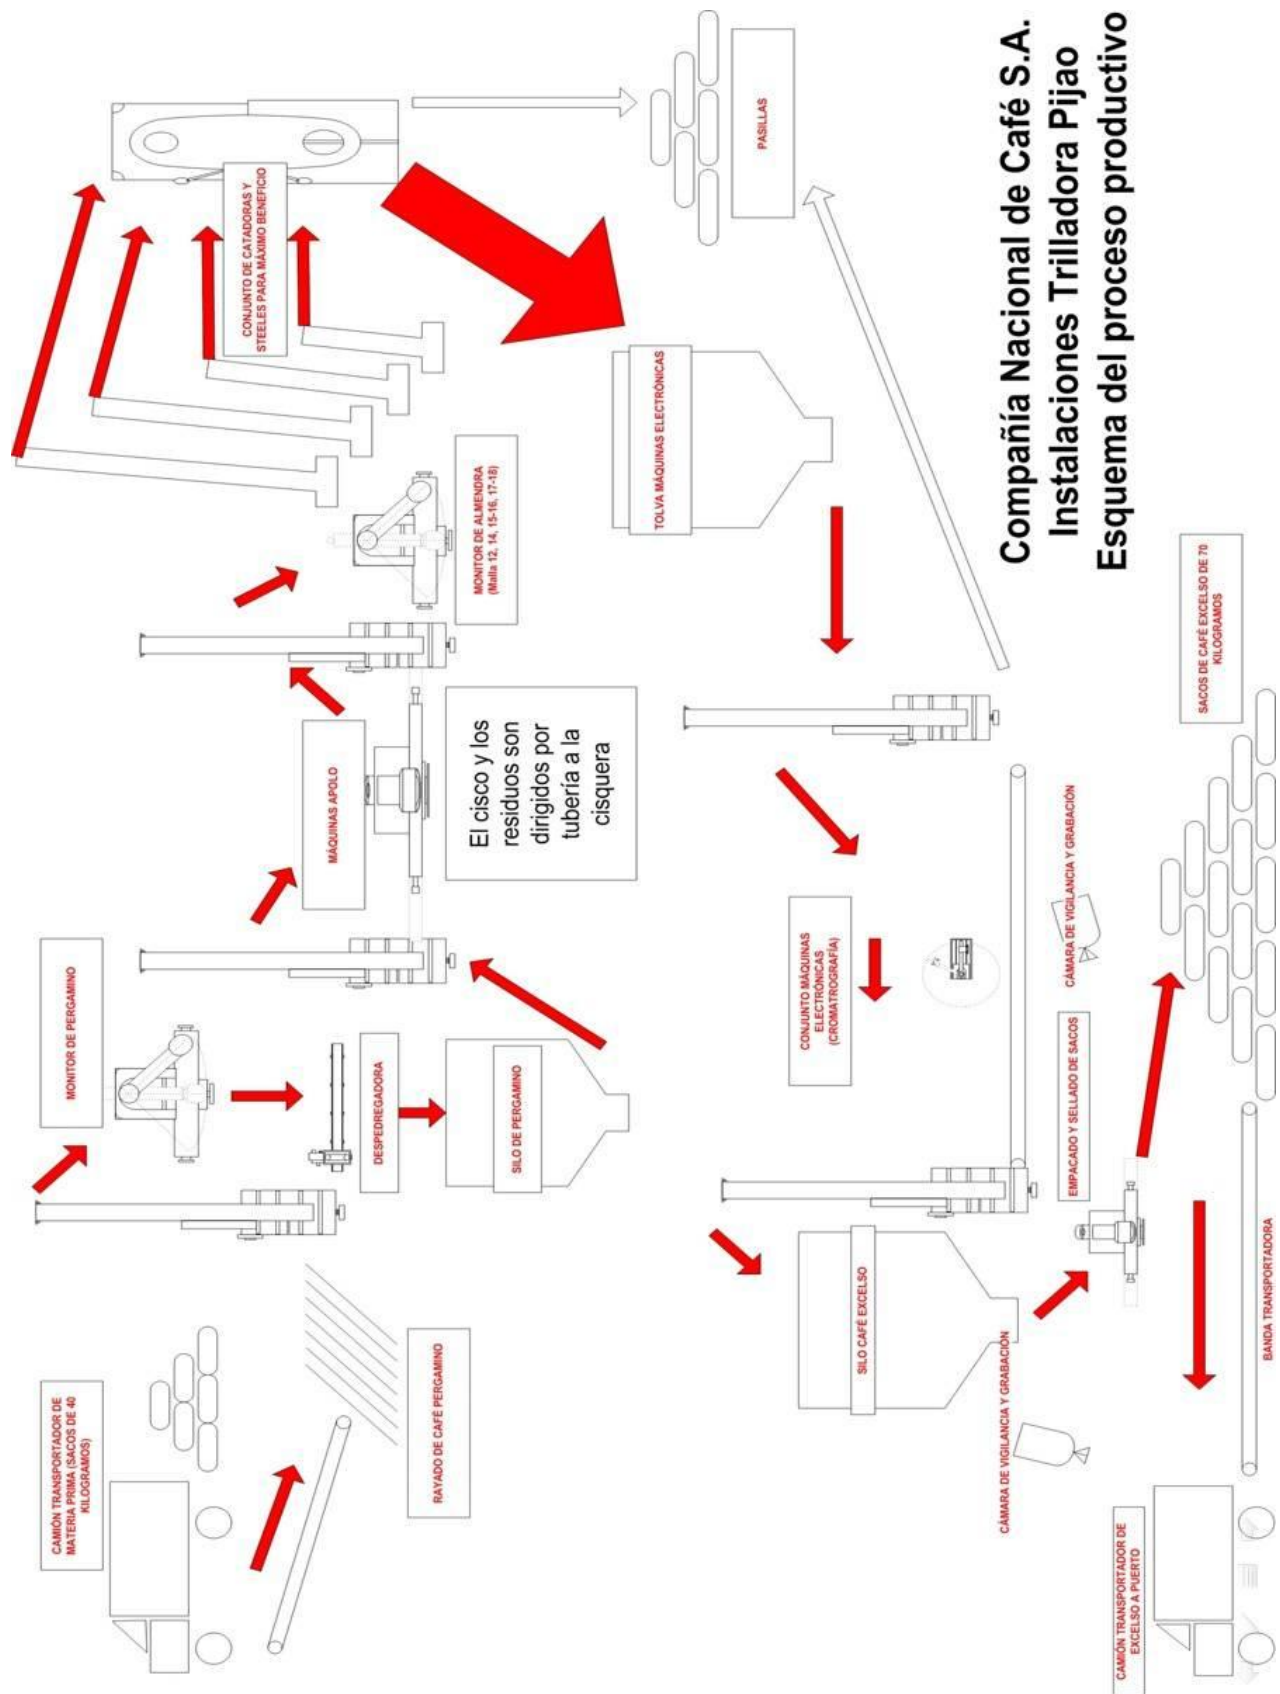 CAMIÓN TRANSPORTADOR DE
MATERIA PRIMA (SACOS DE 40
KILOGRAMOS)
RAYADO DE CAFÉ PERGAMINO
MONITOR DE PERGAMINO
DESPEDREGADORA
SILO DE PERGAMINO
MÁQUINAS APOLO
El cisco y los
residuos son
dirigidos por
tubería a la
cisquera
MONITOR DE ALMENDRA
(Malla 12, 14, 15-16, 17-18)
CONJUNTO DE CATADORAS Y
STEELES PARA MÁXIMO BENEFICIO
PASILLAS
TOLVA MÁQUINAS ELECTRÓNICAS
CONJUNTO MÁQUINAS
ELECTRÓNICAS
(CROMATROGRAFÍA)
SILO CAFÉ EXCELSO
CÁMARA DE VIGILANCIA Y GRABACIÓN
EMPACADO Y SELLADO DE SACOS
CÁMARA DE VIGILANCIA Y GRABACIÓN
SACOS DE CAFÉ EXCELSO DE 70
KILOGRAMOS
BANDA TRANSPORTADORA
CAMIÓN TRANSPORTADOR DE
EXCELSO A PUERTO
Compañía Nacional de Café S.A.
Instalaciones Trilladora Pijao
Esquema del proceso productivo